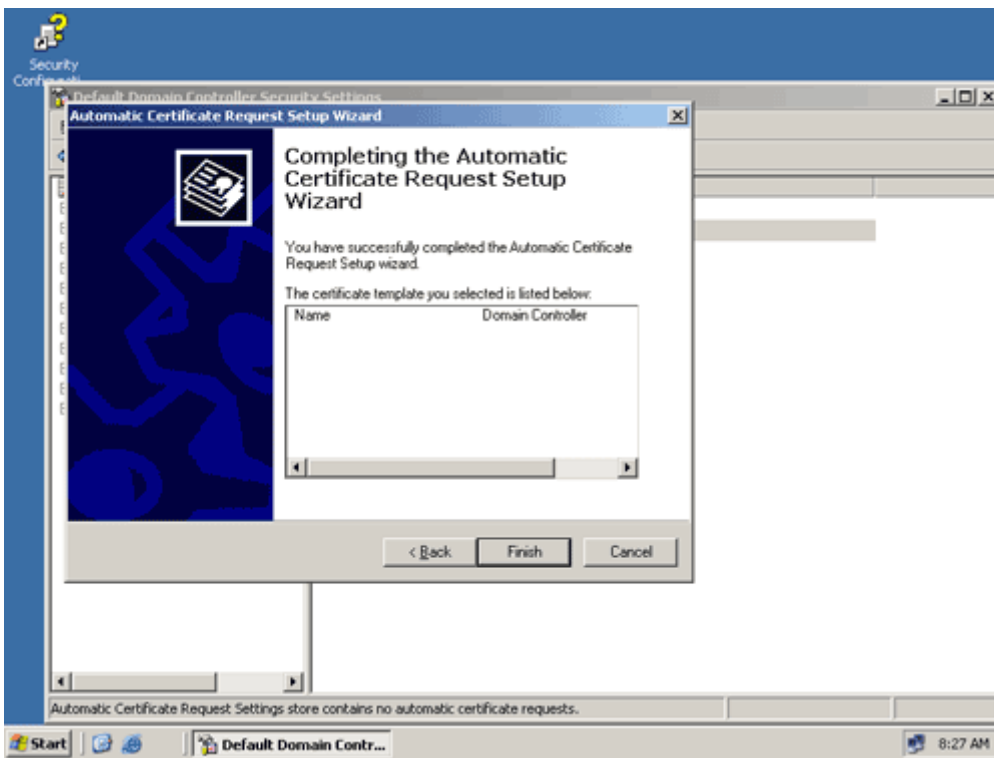 Security
Default Domain Controller Security Settings
Automatic Certificate Request Setup Wizard
Completing the Automatic
Certificate Request Setup
Wizard
You have successfully completed the Automatic Certificate
Request Setup wizard.
The certificate template you selected is listed below:
Name Domain Controller
< Back Finish Cancel
Automatic Certificate Request Settings store contains no automatic certificate requests.
Start Default Domain Contr... 8:27 AM